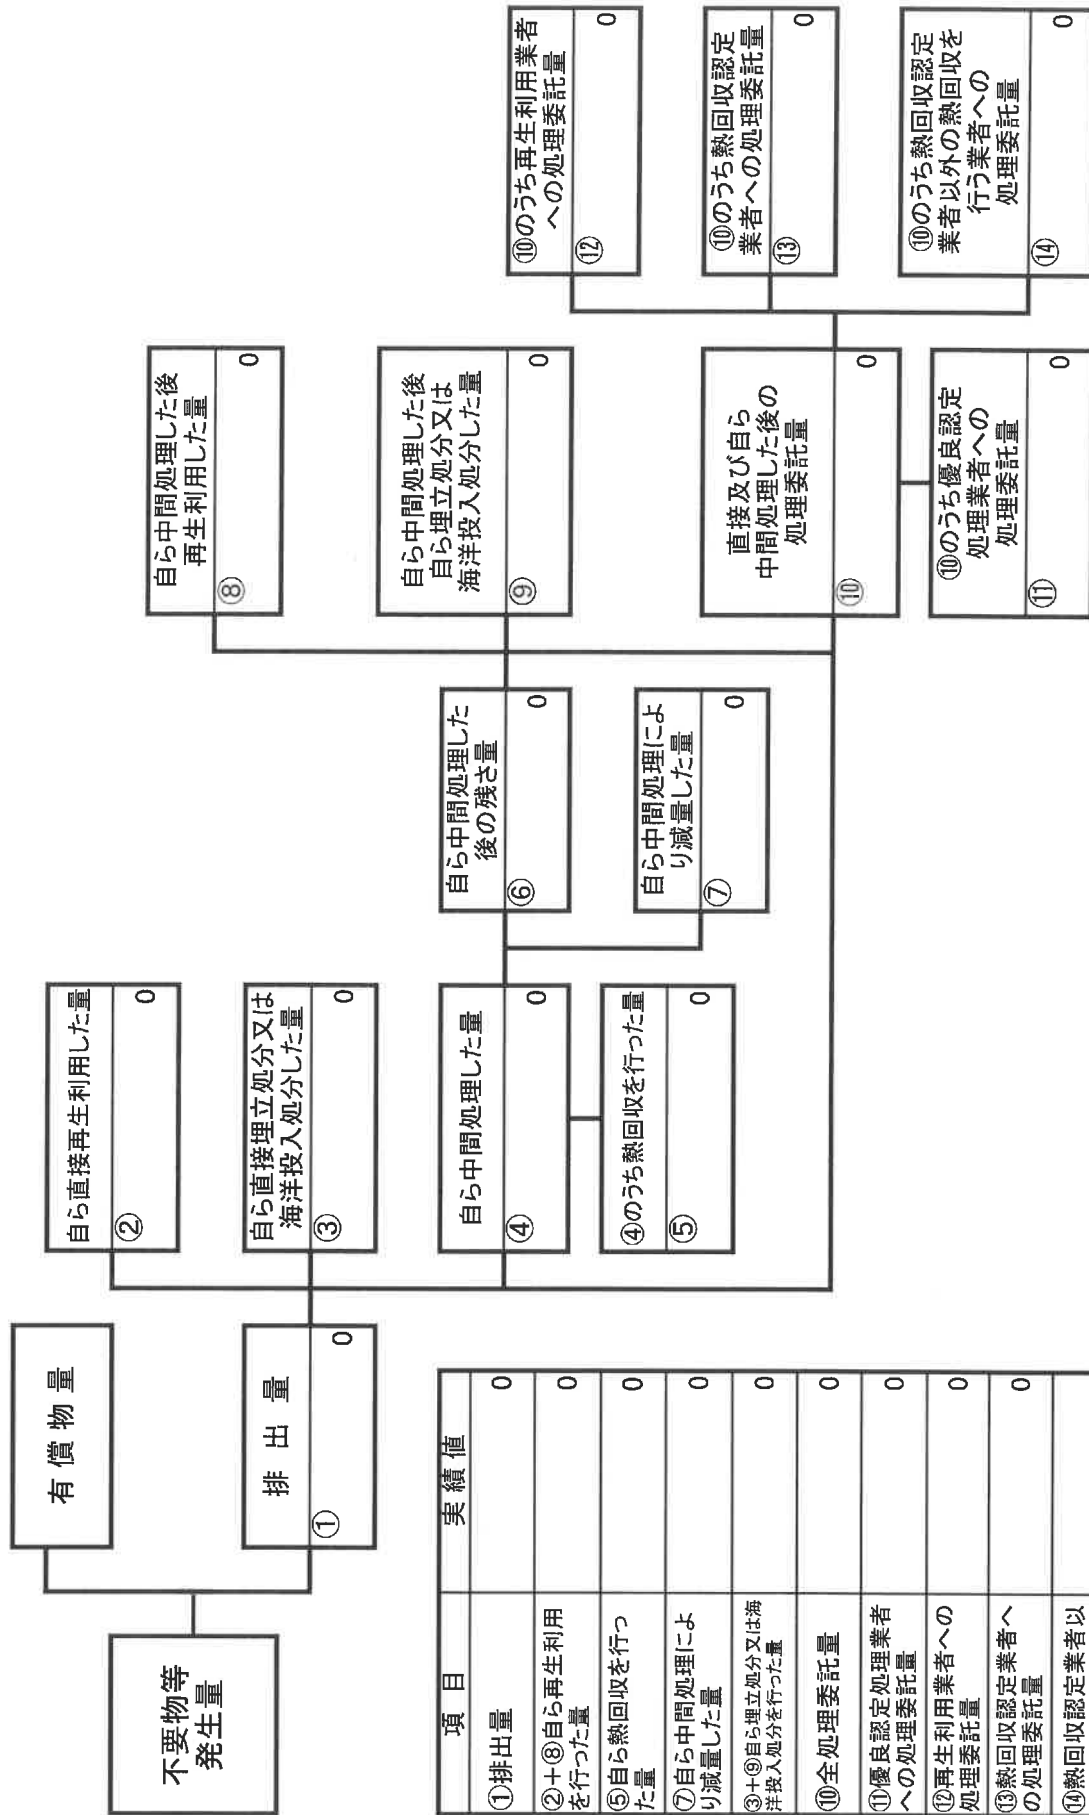 不要物等
発生量
有償物量
排出量
①
0
自ら直接再生利用した量
②
0
自ら直接埋立処分又は
海洋投入処分した量
③
0
自ら中間処理した量
④
0
④のうち熱回収を行った量
⑤
0
自ら中間処理した
後の残さ量
⑥
0
自ら中間処理によ
り減量した量
⑦
0
自ら中間処理した後
再生利用した量
⑧
0
自ら中間処理した後
自ら埋立処分又は
海洋投入処分した量
⑨
0
直接及び自ら
中間処理した後の
処理委託量
⑩
0
⑩のうち優良認定
処理業者への
処理委託量
⑪
0
⑩のうち再生利用業者
への処理委託量
⑫
0
⑩のうち熱回収認定
業者への処理委託量
⑬
0
⑩のうち熱回収認定
業者以外の熱回収を
行う業者への
処理委託量
⑭
0
項目 実績値
①排出量 0
②+⑧自ら再生利用
を行った量 0
⑤自ら熱回収を行っ
た量 0
⑦自ら中間処理によ
り減量した量 0
③+⑨自ら埋立処分又は海
洋投入処分を行った量 0
⑩全処理委託量 0
⑪優良認定処理業者
への処理委託量 0
⑫再生利用業者への
処理委託量 0
⑬熱回収認定業者へ
の処理委託量 0
⑭熱回収認定業者以